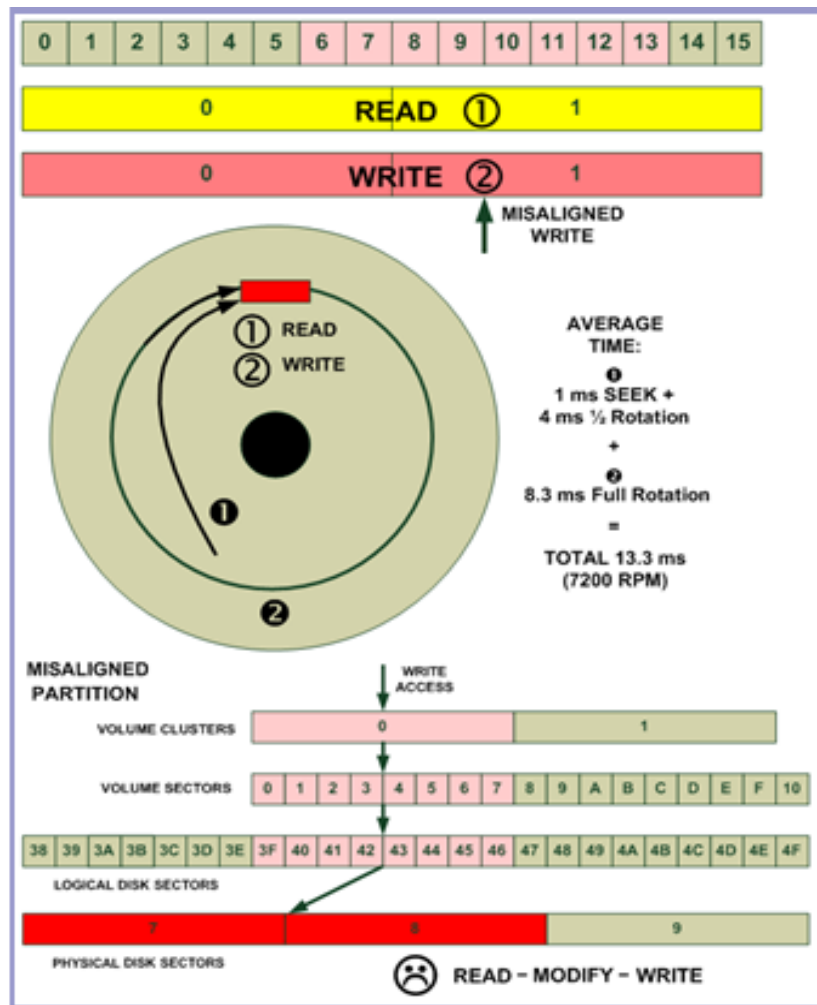 0 1 2 3 4 5 6 7 8 9 10 11 12 13 14 15
0 READ ① 1
0 WRITE ② 1
MISALIGNED
WRITE
① READ
② WRITE
❶
❷
AVERAGE
TIME:
❶
1 ms SEEK +
4 ms ½ Rotation
+
❷
8.3 ms Full Rotation
=
TOTAL 13.3 ms
(7200 RPM)
MISALIGNED
PARTITION
WRITE
ACCESS
VOLUME CLUSTERS 0 1
VOLUME SECTORS 0 1 2 3 4 5 6 7 8 9 A B C D E F 10
38 39 3A 3B 3C 3D 3E 3F 40 41 42 43 44 45 46 47 48 49 4A 4B 4C 4D 4E 4F
LOGICAL DISK SECTORS
7 8 9
PHYSICAL DISK SECTORS
READ – MODIFY – WRITE